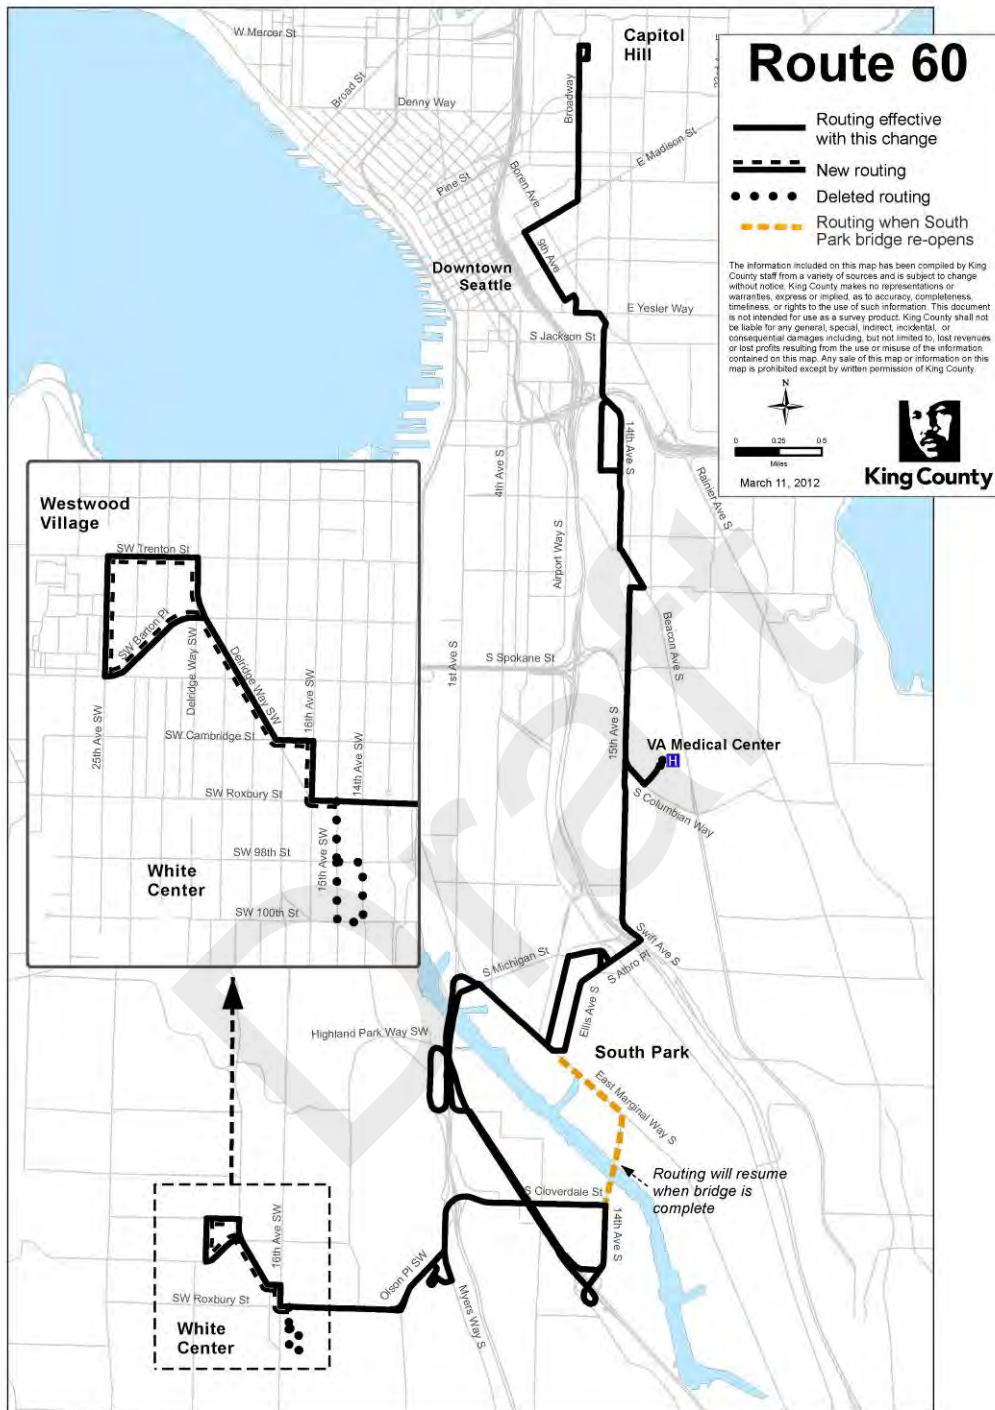 W Mercer St
Capitol
Hill
Broad St
Denny Way
Broadway
E Madison St
Pine St
Boren Ave
9th Ave
Downtown
Seattle
E Yesler Way
S Jackson St
Route 60
Routing effective
with this change
New routing
Deleted routing
Routing when South
Park bridge re-opens
The information included on this map has been compiled by King
County staff from a variety of sources and is subject to change
without notice. King County makes no representations or
warranties, express or implied, as to accuracy, completeness,
timeliness, or rights to the use of such information. This document
is not intended for use as a survey product. King County shall not
be liable for any general, special, indirect, incidental, or
consequential damages including, but not limited to, lost revenues
or lost profits resulting from the use or misuse of the information
contained on this map. Any sale of this map or information on this
map is prohibited except by written permission of King County.
N
0 0.25 0.5
Miles
March 11, 2012
King County
14th Ave S
4th Ave S
Rainier Ave S
Airport Way S
Beacon Ave S
1st Ave S
S Spokane St
15th Ave S
VA Medical Center
H
S Columbian Way
Westwood
Village
SW Trenton St
SW Barton Pl
Delridge Way SW
Delridge Way SW
16th Ave SW
25th Ave SW
SW Cambridge St
14th Ave SW
SW Roxbury St
15th Ave SW
SW 98th St
White
Center
SW 100th St
Swift Ave S
S Michigan St
S Albro Pl
Ellis Ave S
Highland Park Way SW
South Park
East Marginal Way S
Routing will resume
when bridge is
complete
S Cloverdale St
14th Ave S
16th Ave SW
Olson Pl SW
SW Roxbury St
Myers Way S
White
Center
Draft